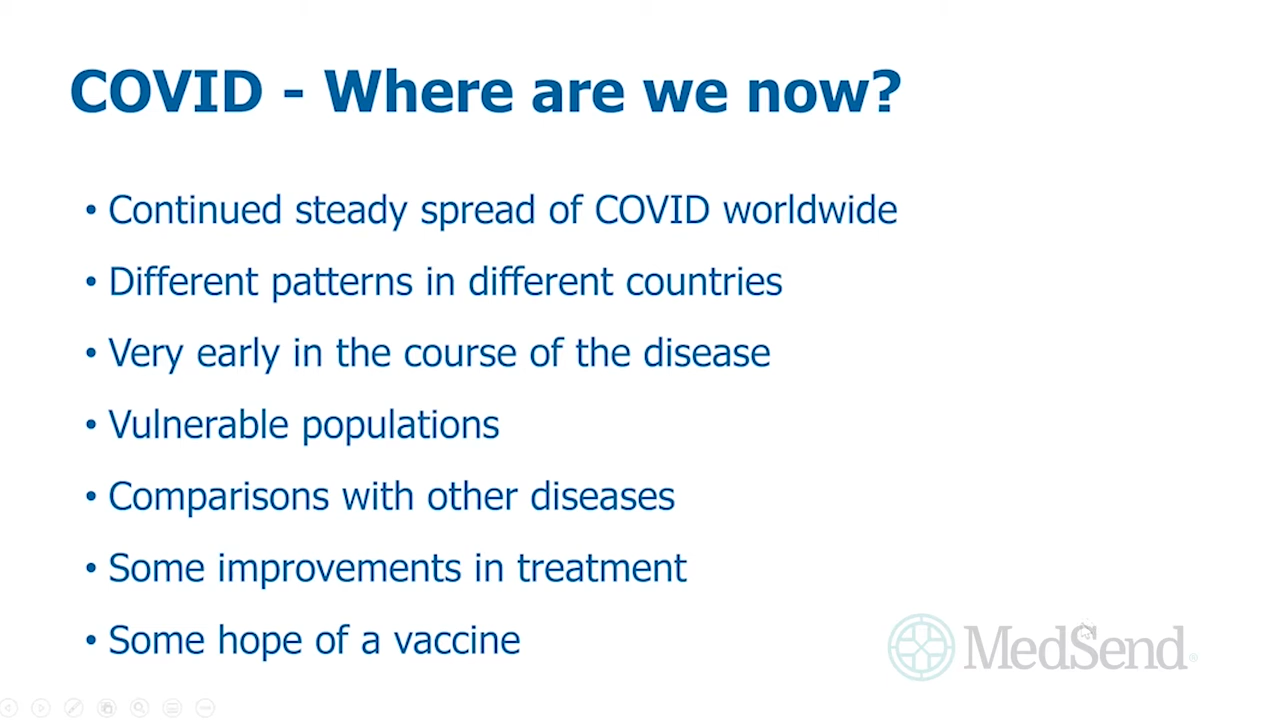 COVID - Where are we now?
• Continued steady spread of COVID worldwide
• Different patterns in different countries
• Very early in the course of the disease
• Vulnerable populations
• Comparisons with other diseases
• Some improvements in treatment
• Some hope of a vaccine
MedSend®